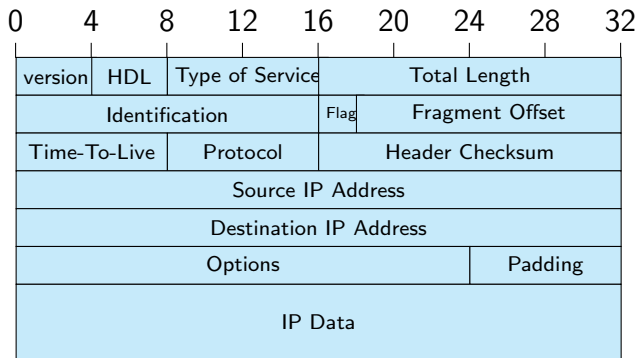 0 4 8 12 16 20 24 28 32
version HDL Type of Service Total Length
Identification Flag Fragment Offset
Time-To-Live Protocol Header Checksum
Source IP Address
Destination IP Address
Options Padding
IP Data